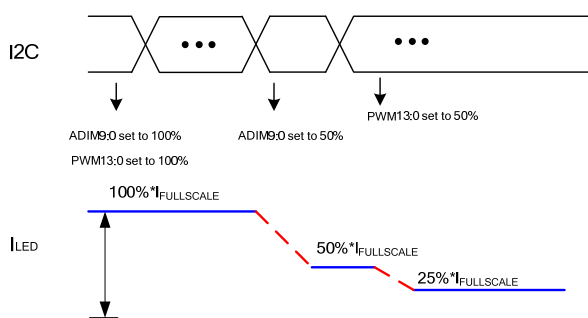 I2C
••• •••
ADIM9:0 set to 100%
PWM13:0 set to 100%
ADIM9:0 set to 50%
PWM13:0 set to 50%
100%*IFULLSCALE
ILED
50%*IFULLSCALE
25%*IFULLSCALE